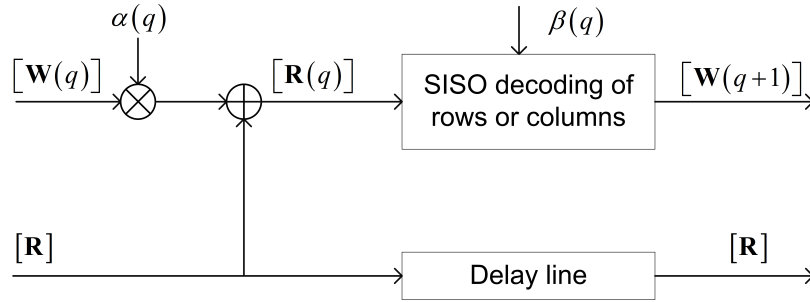 α(q)
β(q)
[W(q)]
[R(q)]
SISO decoding of
rows or columns
[W(q+1)]
[R]
Delay line
[R]